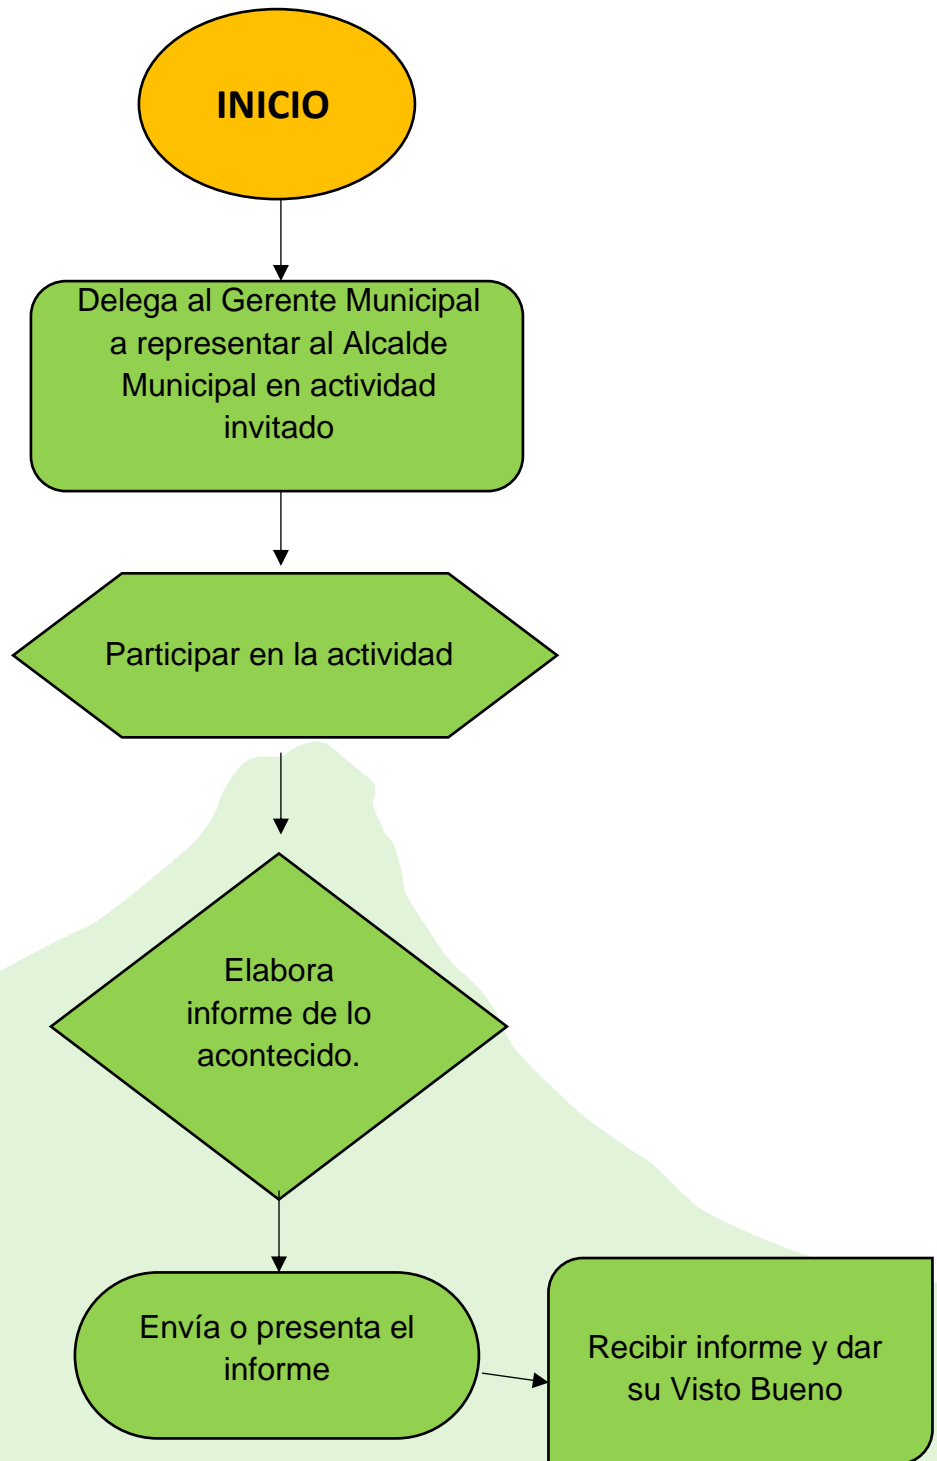 INICIO
Delega al Gerente Municipal
a representar al Alcalde
Municipal en actividad
invitado
Participar en la actividad
Elabora
informe de lo
acontecido.
Envía o presenta el
informe
Recibir informe y dar
su Visto Bueno